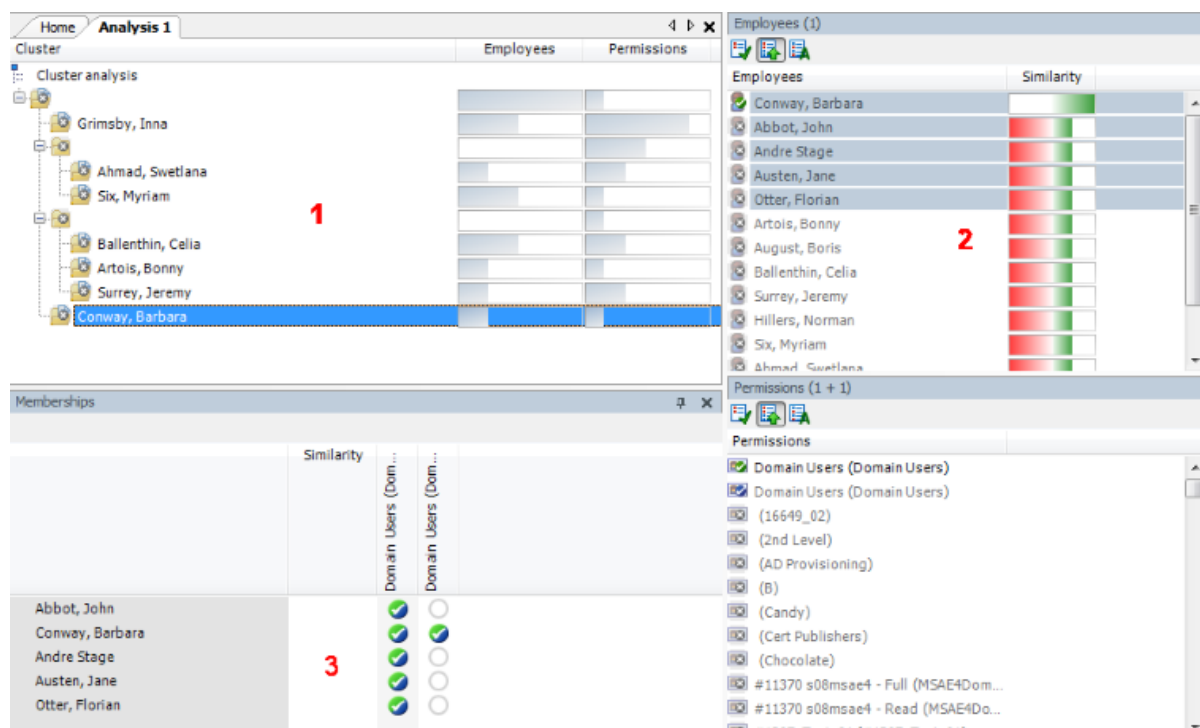 Home Analysis 1
Cluster Employees Permissions
Cluster analysis
Grimsby, Inna
Ahmad, Swetlana
Six, Myriam
1
Ballenthin, Celia
Artois, Bonny
Surrey, Jeremy
Conway, Barbara
Employees (1)
Employees Similarity
Conway, Barbara
Abbot, John
Andre Stage
Austen, Jane
Otter, Florian
Artois, Bonny
2
August, Boris
Ballenthin, Celia
Surrey, Jeremy
Hillers, Norman
Six, Myriam
Ahmad, Swetlana
Memberships
Similarity
Domain Users (Dom...
Domain Users (Dom...
Abbot, John
Conway, Barbara
Andre Stage
3
Austen, Jane
Otter, Florian
Permissions (1 + 1)
Permissions
Domain Users (Domain Users)
Domain Users (Domain Users)
(16649_02)
(2nd Level)
(AD Provisioning)
(B)
(Candy)
(Cert Publishers)
(Chocolate)
#11370 s08msae4 - Full (MSAE4Dom...
#11370 s08msae4 - Read (MSAE4Do...